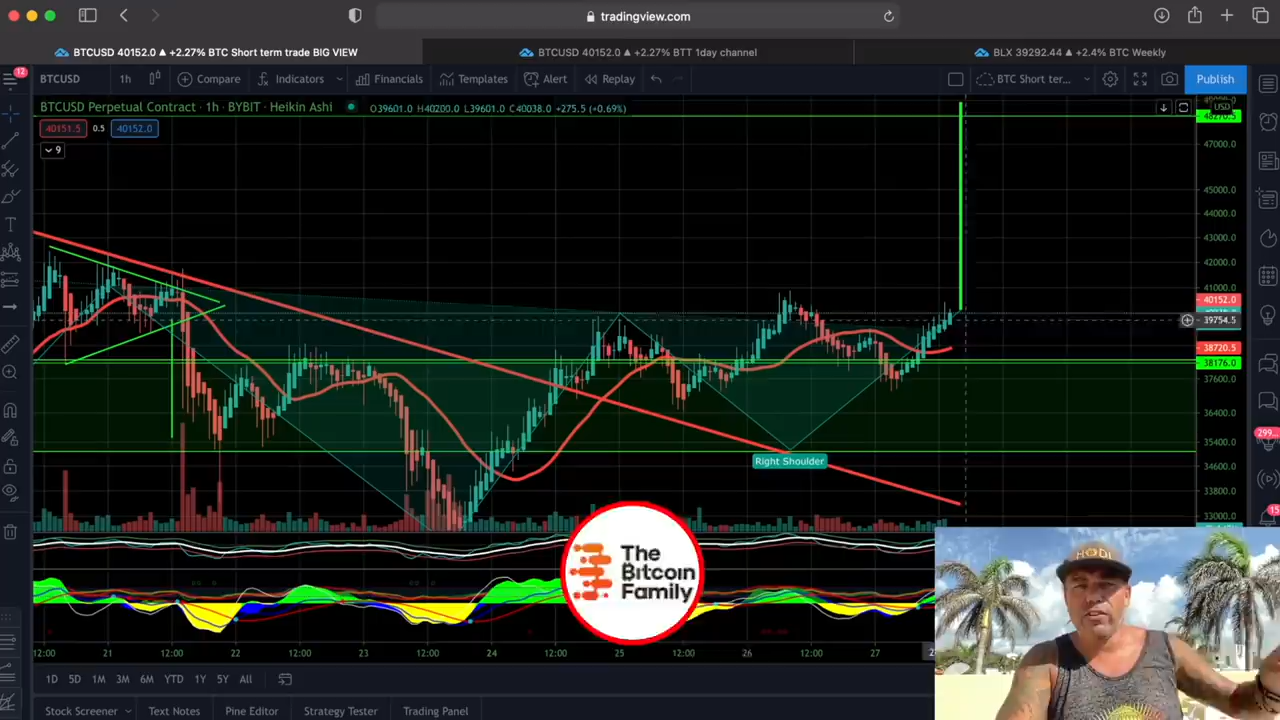 tradingview.com
BTCUSD 40152.0 ▲ +2.27% BTC Short term trade BIG VIEW
BTCUSD 40152.0 ▲ +2.27% BTT 1day channel
BLX 39292.44 ▲ +2.4% BTC Weekly
12
BTCUSD
1h
Compare
Indicators
Financials
Templates
Alert
Replay
BTC Short ter...
Publish
BTCUSD Perpetual Contract · 1h · BYBIT · Heikin Ashi
O39601.0 H40200.0 L39601.0 C40038.0 +275.5 (+0.69%)
40151.5
0.5
40152.0
9
USD
48270.5
47000.0
45000.0
44000.0
43000.0
42000.0
41000.0
40152.0
39754.5
38720.5
38176.0
37600.0
36400.0
35400.0
34600.0
33800.0
33000.0
Right Shoulder
299...
15
The
Bitcoin
Family
HODL
12:00
21
12:00
22
12:00
23
12:00
24
12:00
25
12:00
26
12:00
27
1D
5D
1M
3M
6M
YTD
1Y
5Y
All
Stock Screener
Text Notes
Pine Editor
Strategy Tester
Trading Panel